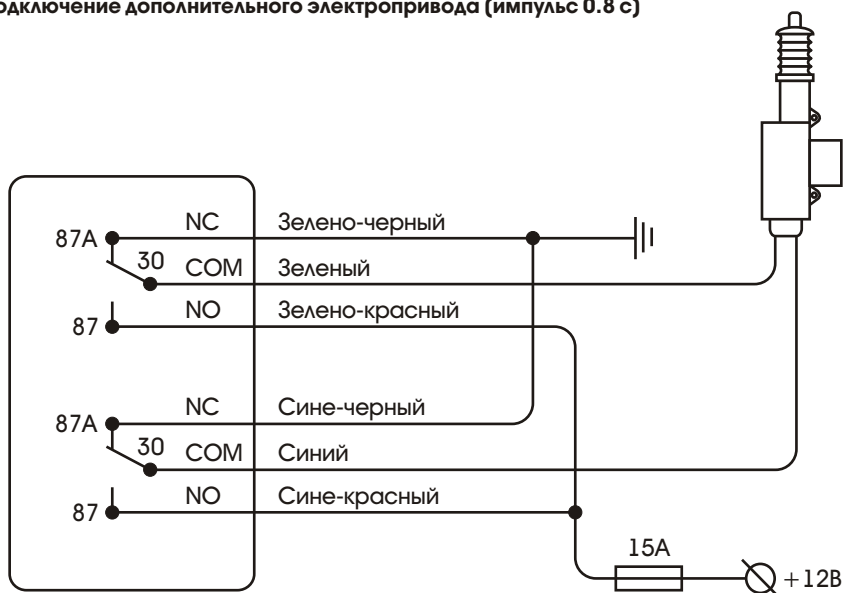 одключение дополнительного электропривода (импульс 0.8 с)
NC Зелено-черный
87A
30 COM Зеленый
NO Зелено-красный
87
NC Сине-черный
87A
30 COM Синий
NO Сине-красный
87
15А
+12В